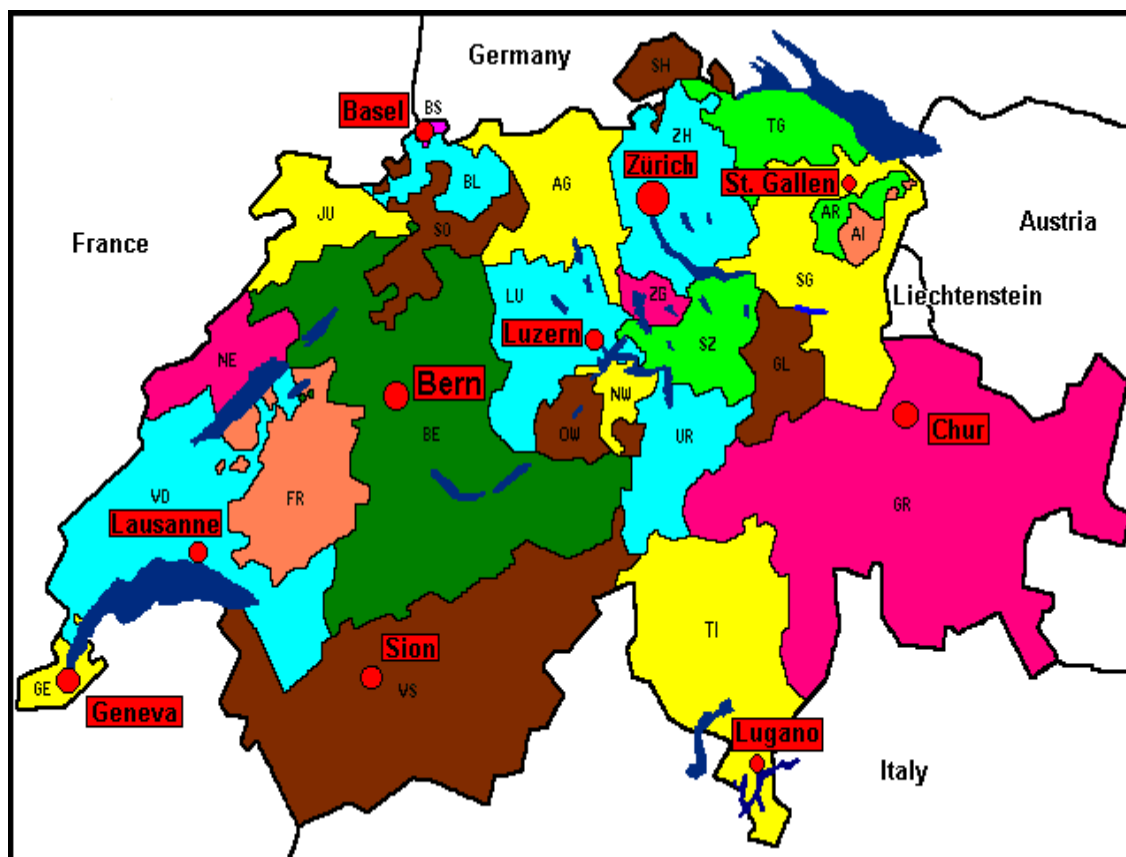 Germany
SH
Basel
BS
ZH
TG
Zürich
St. Gallen
BL
AG
JU
SO
AR
AI
France
Austria
SG
Liechtenstein
LU
ZG
Luzern
SZ
NE
GL
NW
Bern
BE
OW
UR
Chur
VD
FR
GR
Lausanne
TI
Sion
GE
VS
Geneva
Lugano
Italy